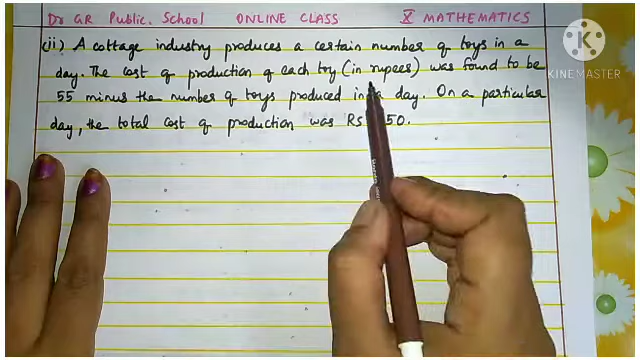 Dr GR Public. School ONLINE CLASS X MATHEMATICS
(ii) A cottage industry produces a certain number of toys in a
day. The cost of production of each toy (in rupees) was found to be
55 minus the number of toys produced in a day. On a particular
day, the total cost of production was RS 50.
KINEMASTER